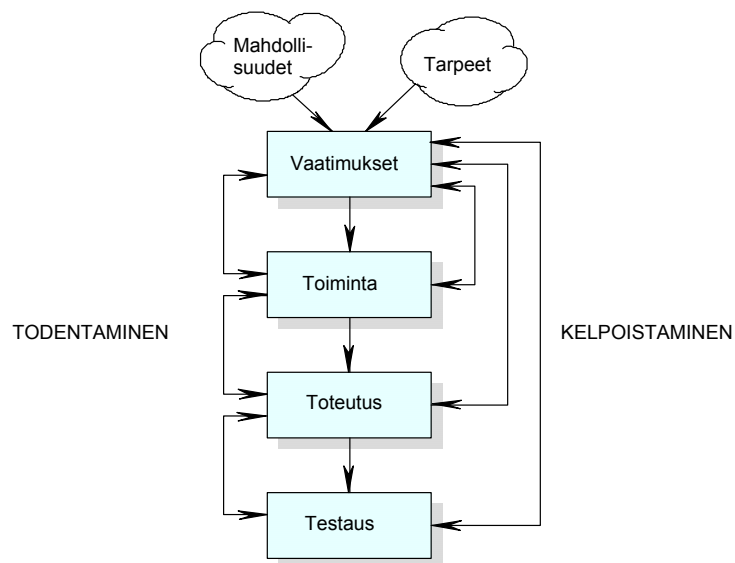 Mahdolli-
suudet
Tarpeet
Vaatimukset
Toiminta
TODENTAMINEN
KELPOISTAMINEN
Toteutus
Testaus